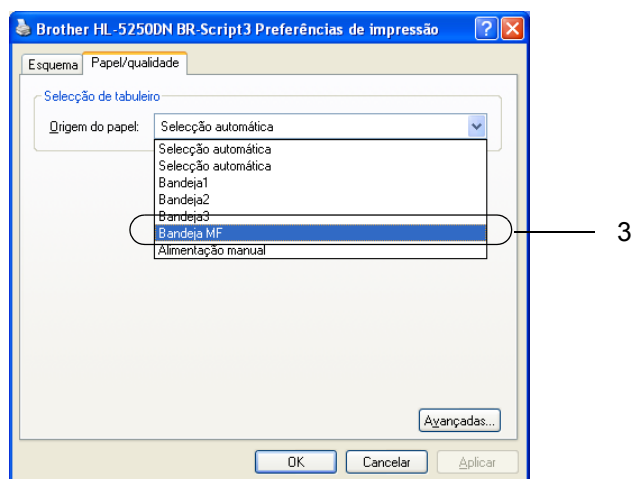 Brother HL-5250DN BR-Script3 Preferências de impressão
Esquema Papel/qualidade
Selecção de tabuleiro
Origem do papel: Selecção automática
Selecção automática
Selecção automática
Bandeja1
Bandeja2
Bandeja3
Bandeja MF
3
Alimentação manual
Avançadas...
OK Cancelar Aplicar